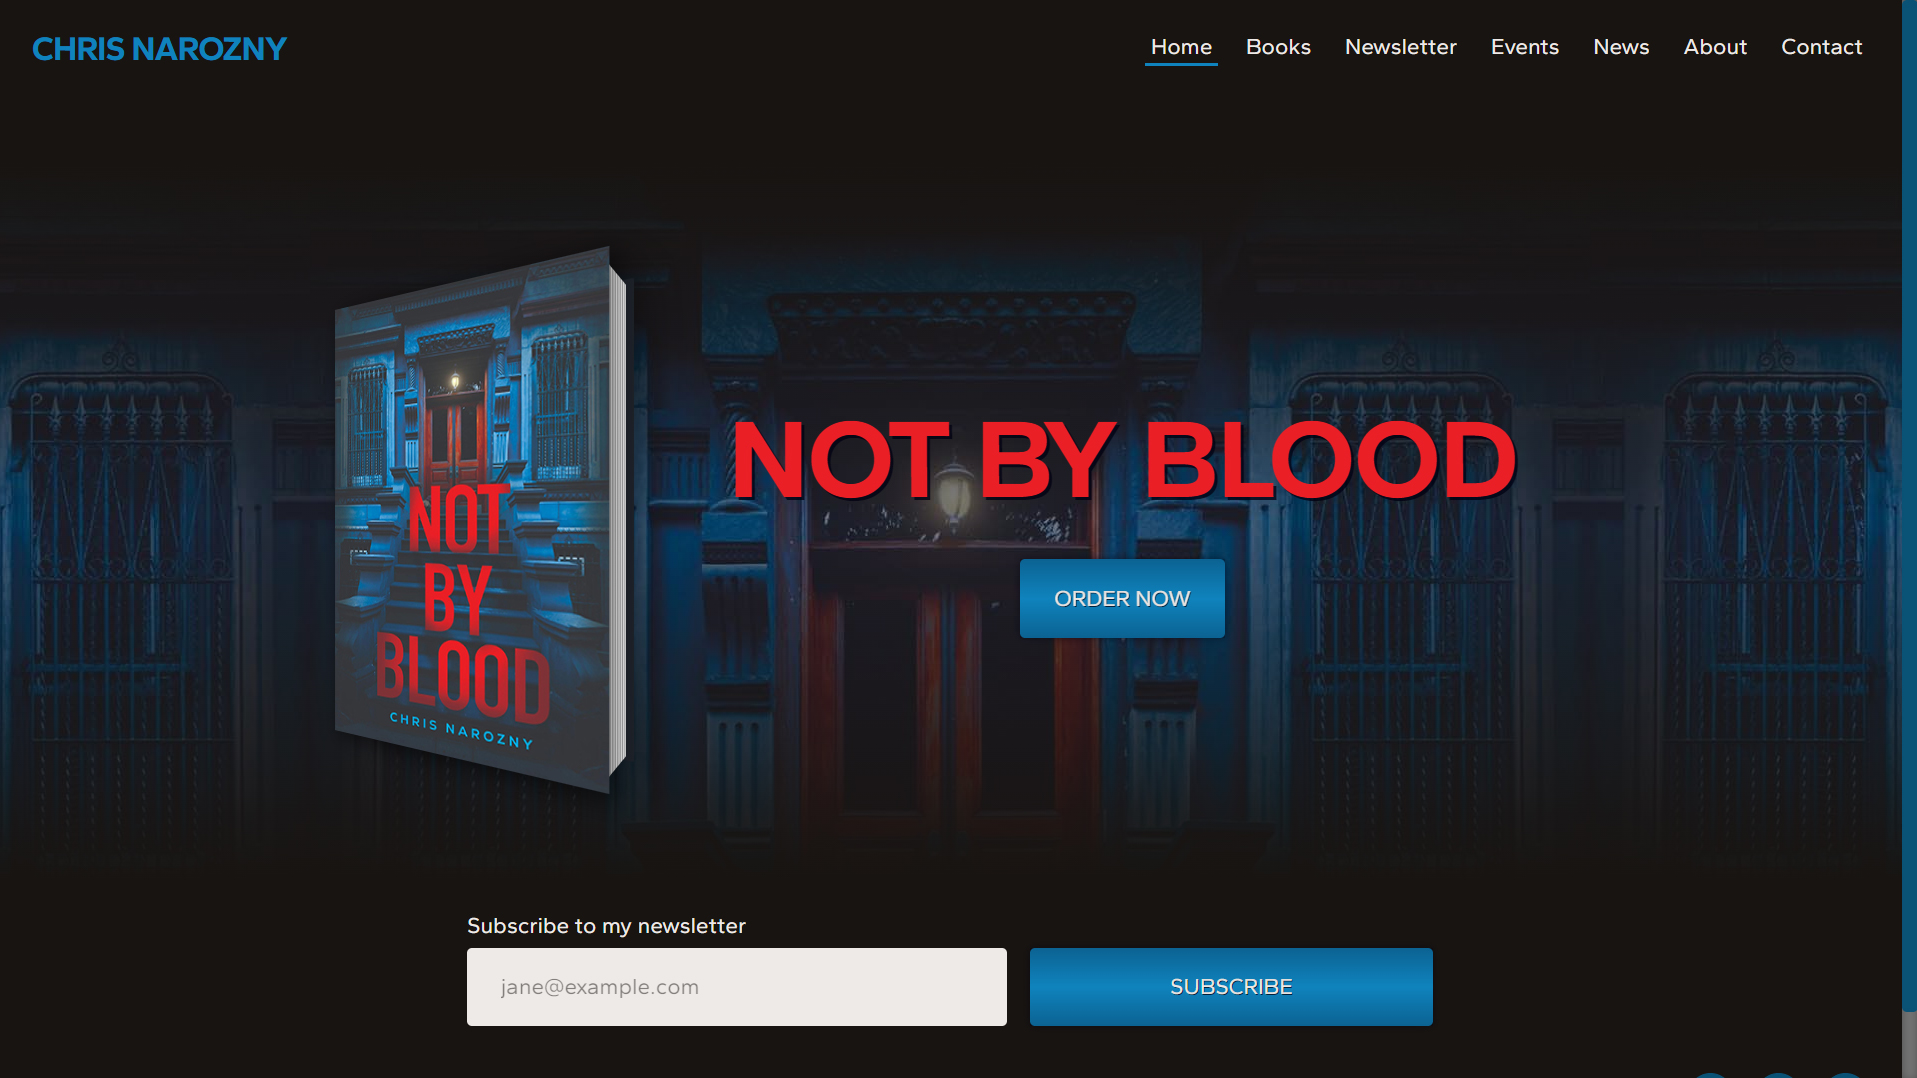 CHRIS NAROZNY
Home Books Newsletter Events News About Contact
NOT
BY
BLOOD
CHRIS NAROZNY
NOT BY BLOOD
ORDER NOW
Subscribe to my newsletter
jane@example.com
SUBSCRIBE